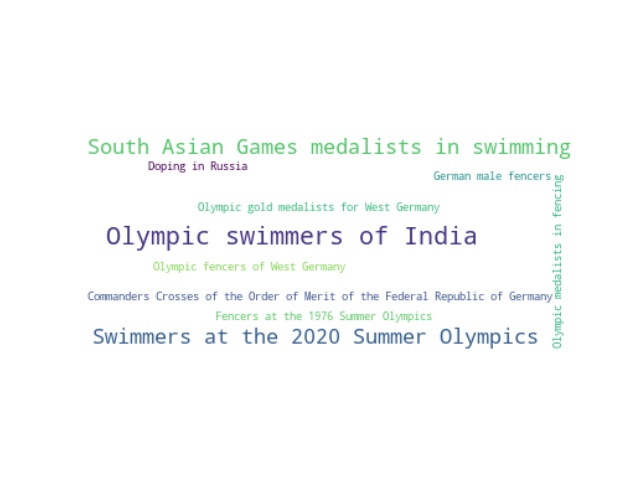 South Asian Games medalists in swimming
Doping in Russia
German male fencers
Olympic gold medalists for West Germany
Olympic swimmers of India
Olympic fencers of West Germany
Commanders Crosses of the Order of Merit of the Federal Republic of Germany
Fencers at the 1976 Summer Olympics
Swimmers at the 2020 Summer Olympics
Olympic medalists in fencing